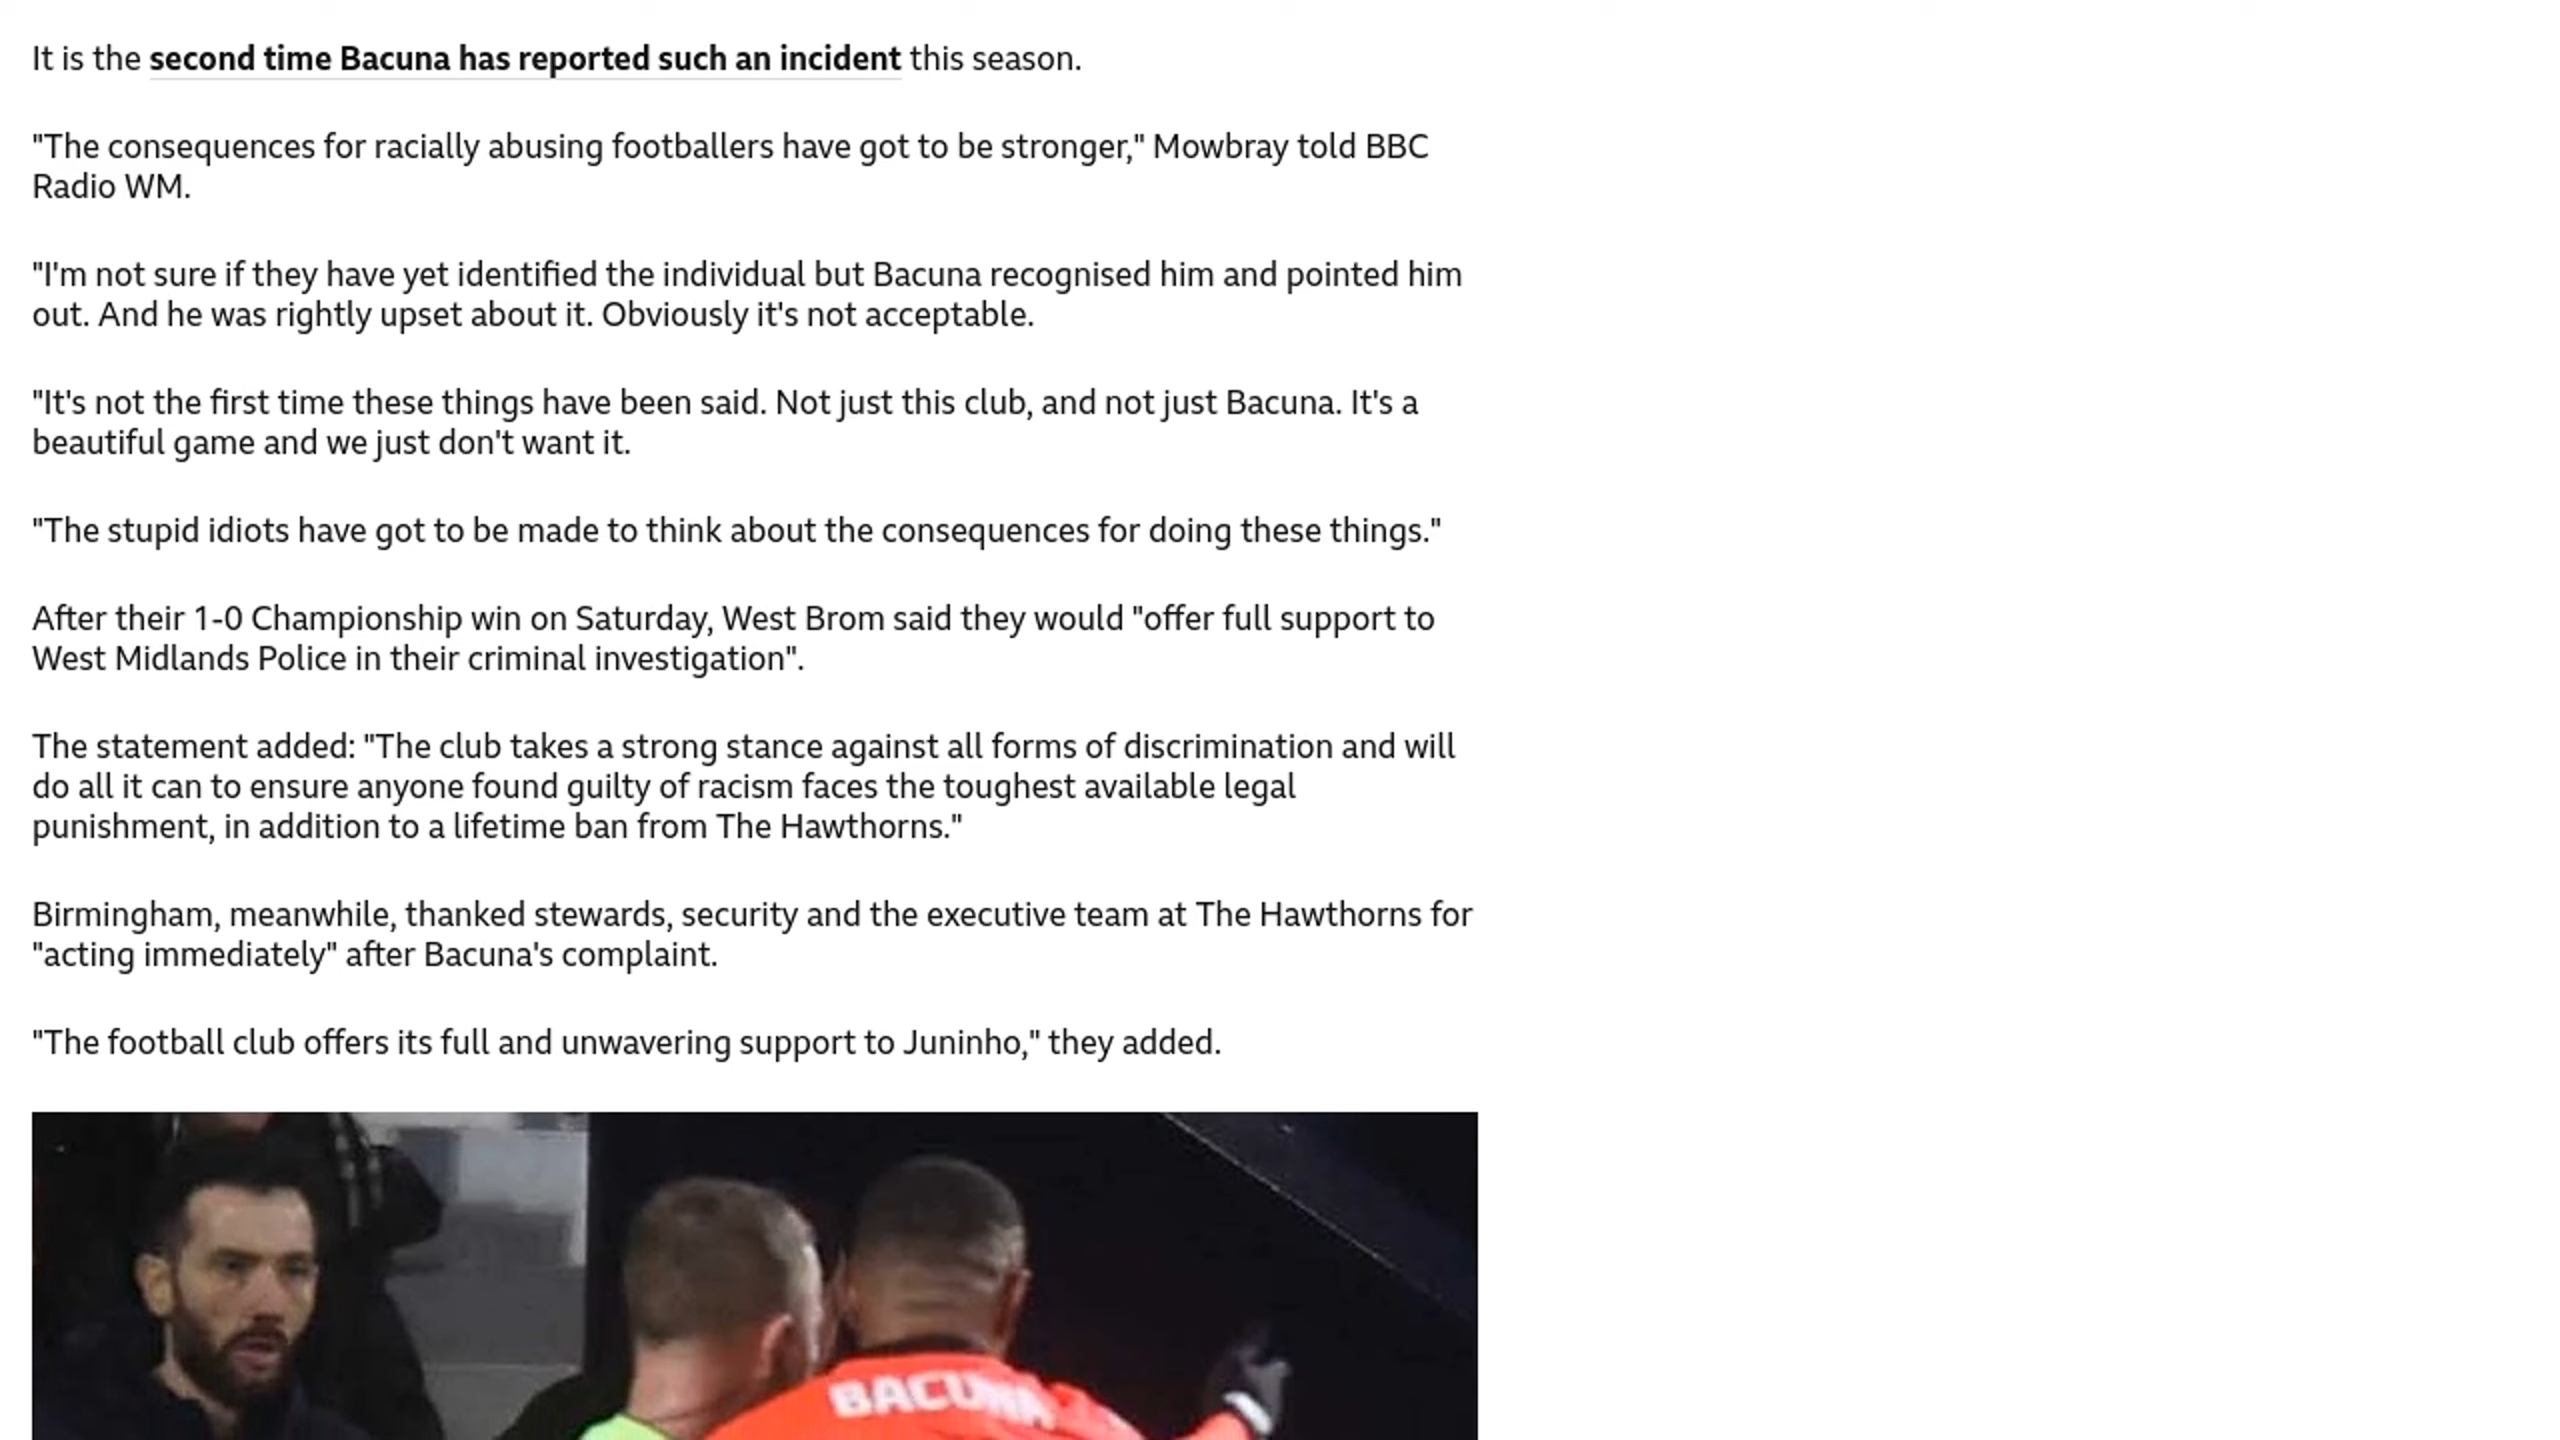 It is the second time Bacuna has reported such an incident this season.
"The consequences for racially abusing footballers have got to be stronger," Mowbray told BBC
Radio WM.
"I'm not sure if they have yet identified the individual but Bacuna recognised him and pointed him
out. And he was rightly upset about it. Obviously it's not acceptable.
"It's not the first time these things have been said. Not just this club, and not just Bacuna. It's a
beautiful game and we just don't want it.
"The stupid idiots have got to be made to think about the consequences for doing these things."
After their 1-0 Championship win on Saturday, West Brom said they would "offer full support to
West Midlands Police in their criminal investigation".
The statement added: "The club takes a strong stance against all forms of discrimination and will
do all it can to ensure anyone found guilty of racism faces the toughest available legal
punishment, in addition to a lifetime ban from The Hawthorns."
Birmingham, meanwhile, thanked stewards, security and the executive team at The Hawthorns for
"acting immediately" after Bacuna's complaint.
"The football club offers its full and unwavering support to Juninho," they added.
BACUNA